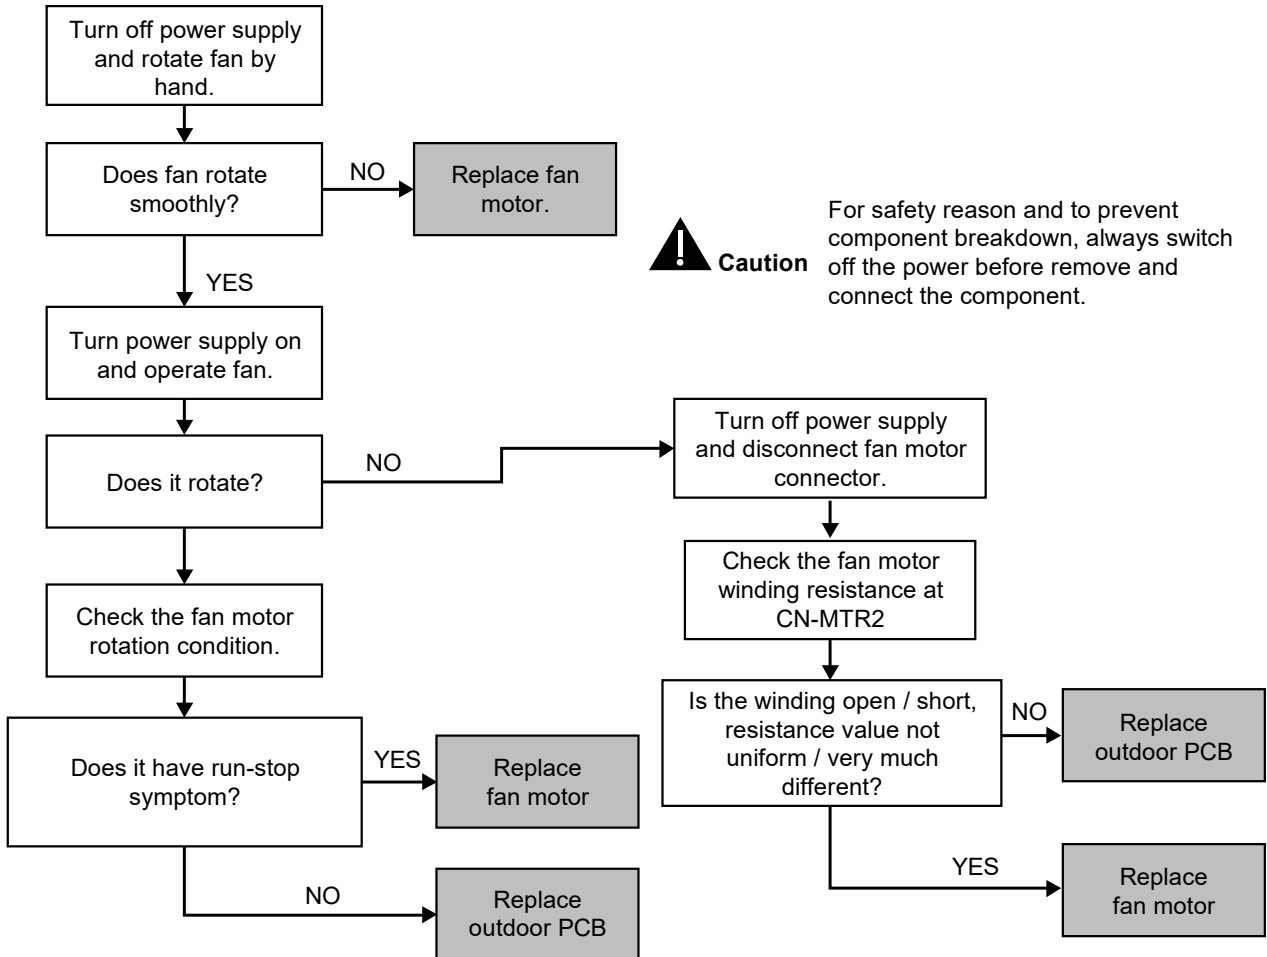 Turn off power supply
and rotate fan by
hand.
Does fan rotate
smoothly?
NO
Replace fan
motor.
Caution
For safety reason and to prevent
component breakdown, always switch
off the power before remove and
connect the component.
YES
Turn power supply on
and operate fan.
Does it rotate?
NO
Turn off power supply
and disconnect fan motor
connector.
Check the fan motor
winding resistance at
CN-MTR2
Check the fan motor
rotation condition.
Is the winding open / short,
resistance value not
uniform / very much
different?
NO
Replace
outdoor PCB
Does it have run-stop
symptom?
YES
Replace
fan motor
NO
Replace
outdoor PCB
YES
Replace
fan motor